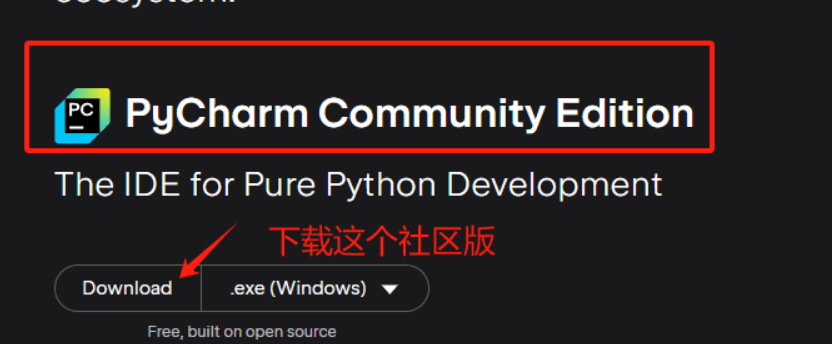 PC
PyCharm Community Edition
The IDE for Pure Python Development
下载这个社区版
Download
.exe (Windows)
Free, built on open source